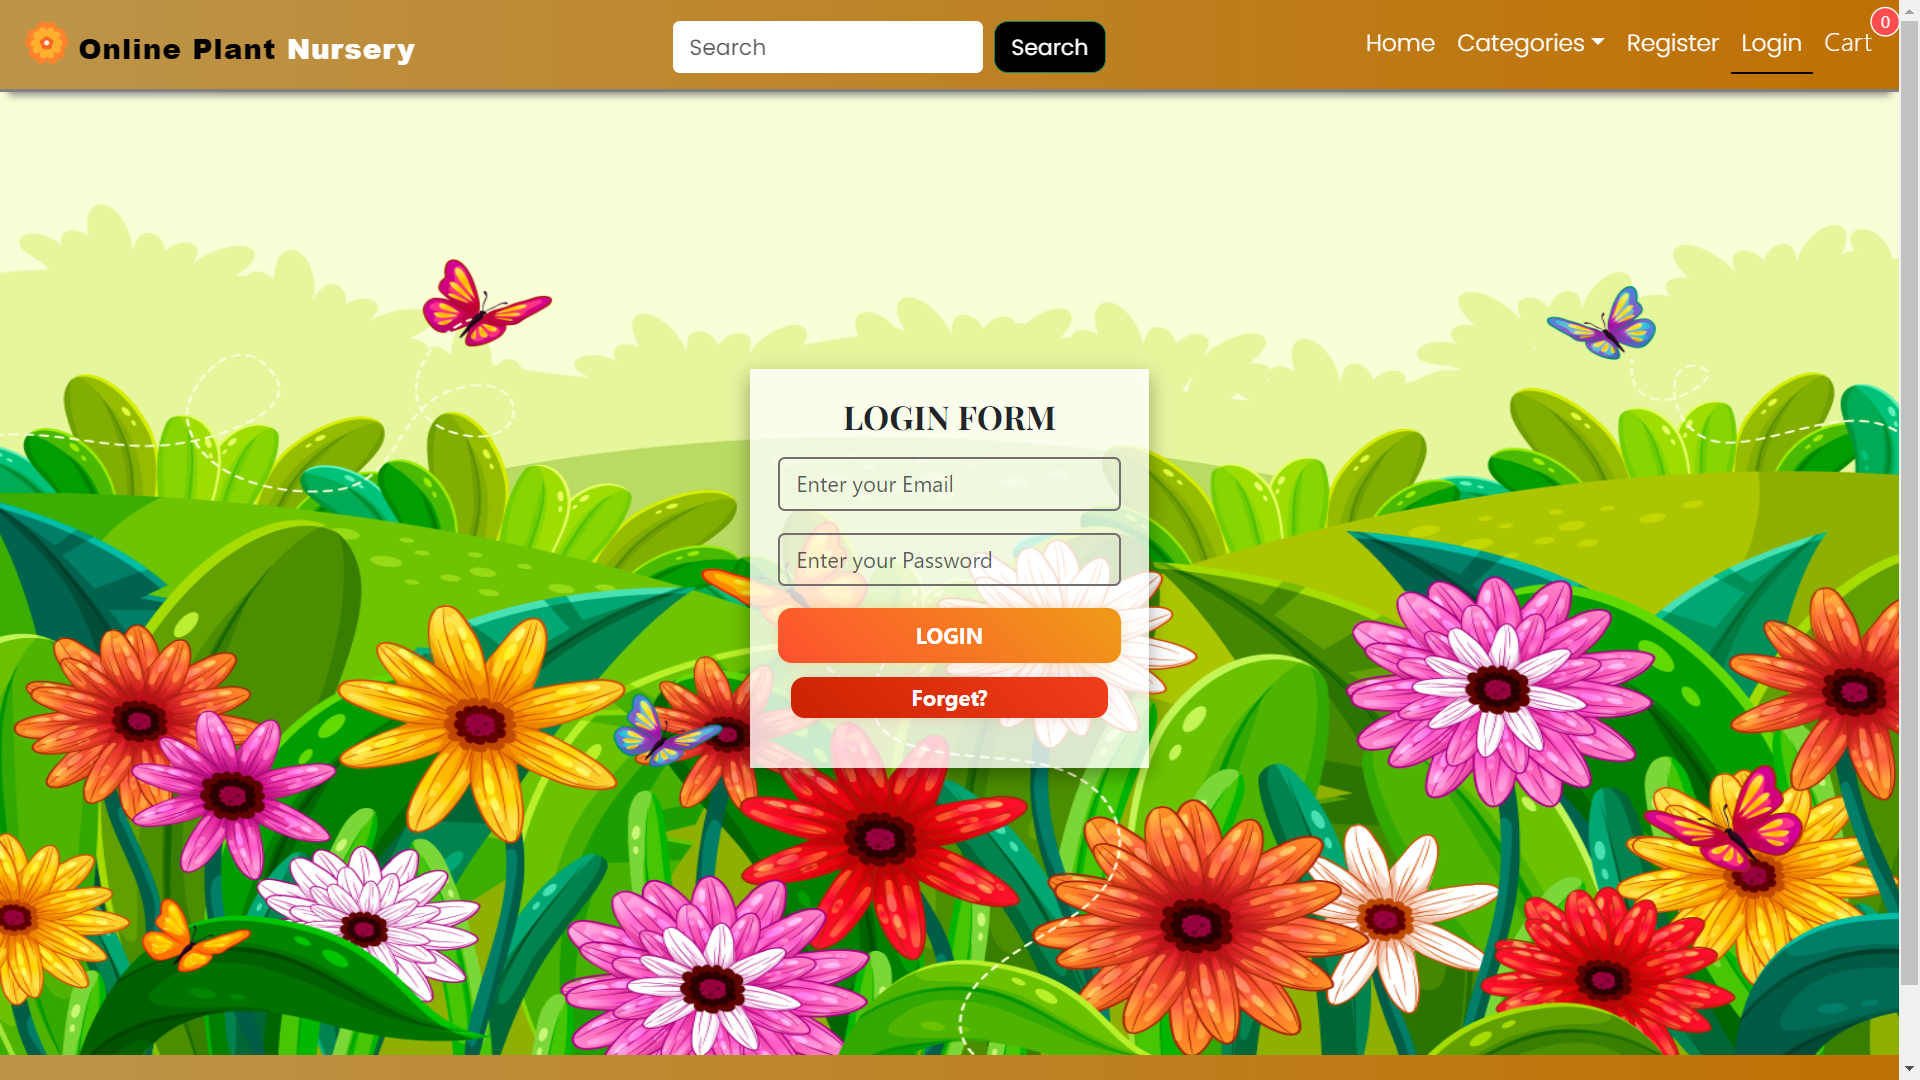 Online Plant Nursery
Search
Search
Home
Categories
Register
Login
Cart
0
LOGIN FORM
Enter your Email
Enter your Password
LOGIN
Forget?